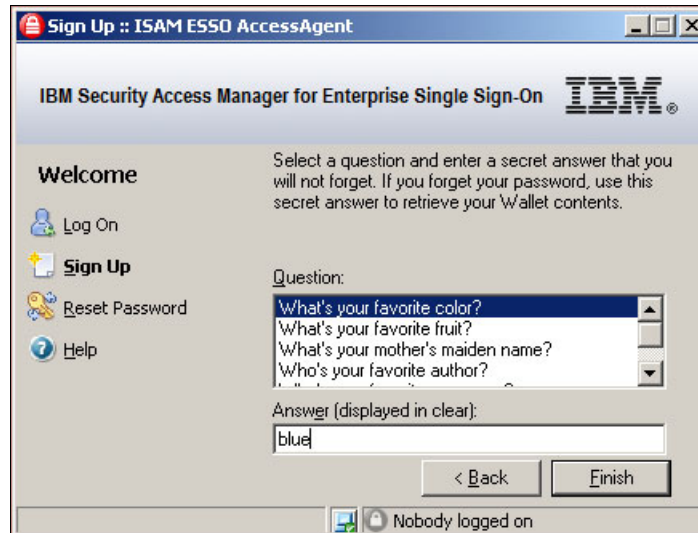 Sign Up :: ISAM ESSO AccessAgent
IBM Security Access Manager for Enterprise Single Sign-On
IBM®
Welcome
Log On
Sign Up
Reset Password
Help
Select a question and enter a secret answer that you
will not forget. If you forget your password, use this
secret answer to retrieve your Wallet contents.
Question:
What's your favorite color?
What's your favorite fruit?
What's your mother's maiden name?
Who's your favorite author?
Answer (displayed in clear):
blue
< Back
Finish
Nobody logged on